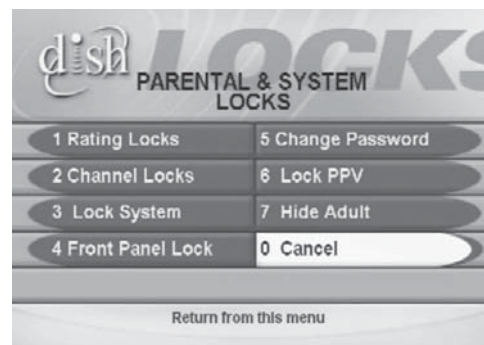 LOCKS
dish
PARENTAL & SYSTEM
LOCKS
1 Rating Locks
2 Channel Locks
3 Lock System
4 Front Panel Lock
5 Change Password
6 Lock PPV
7 Hide Adult
0 Cancel
Return from this menu